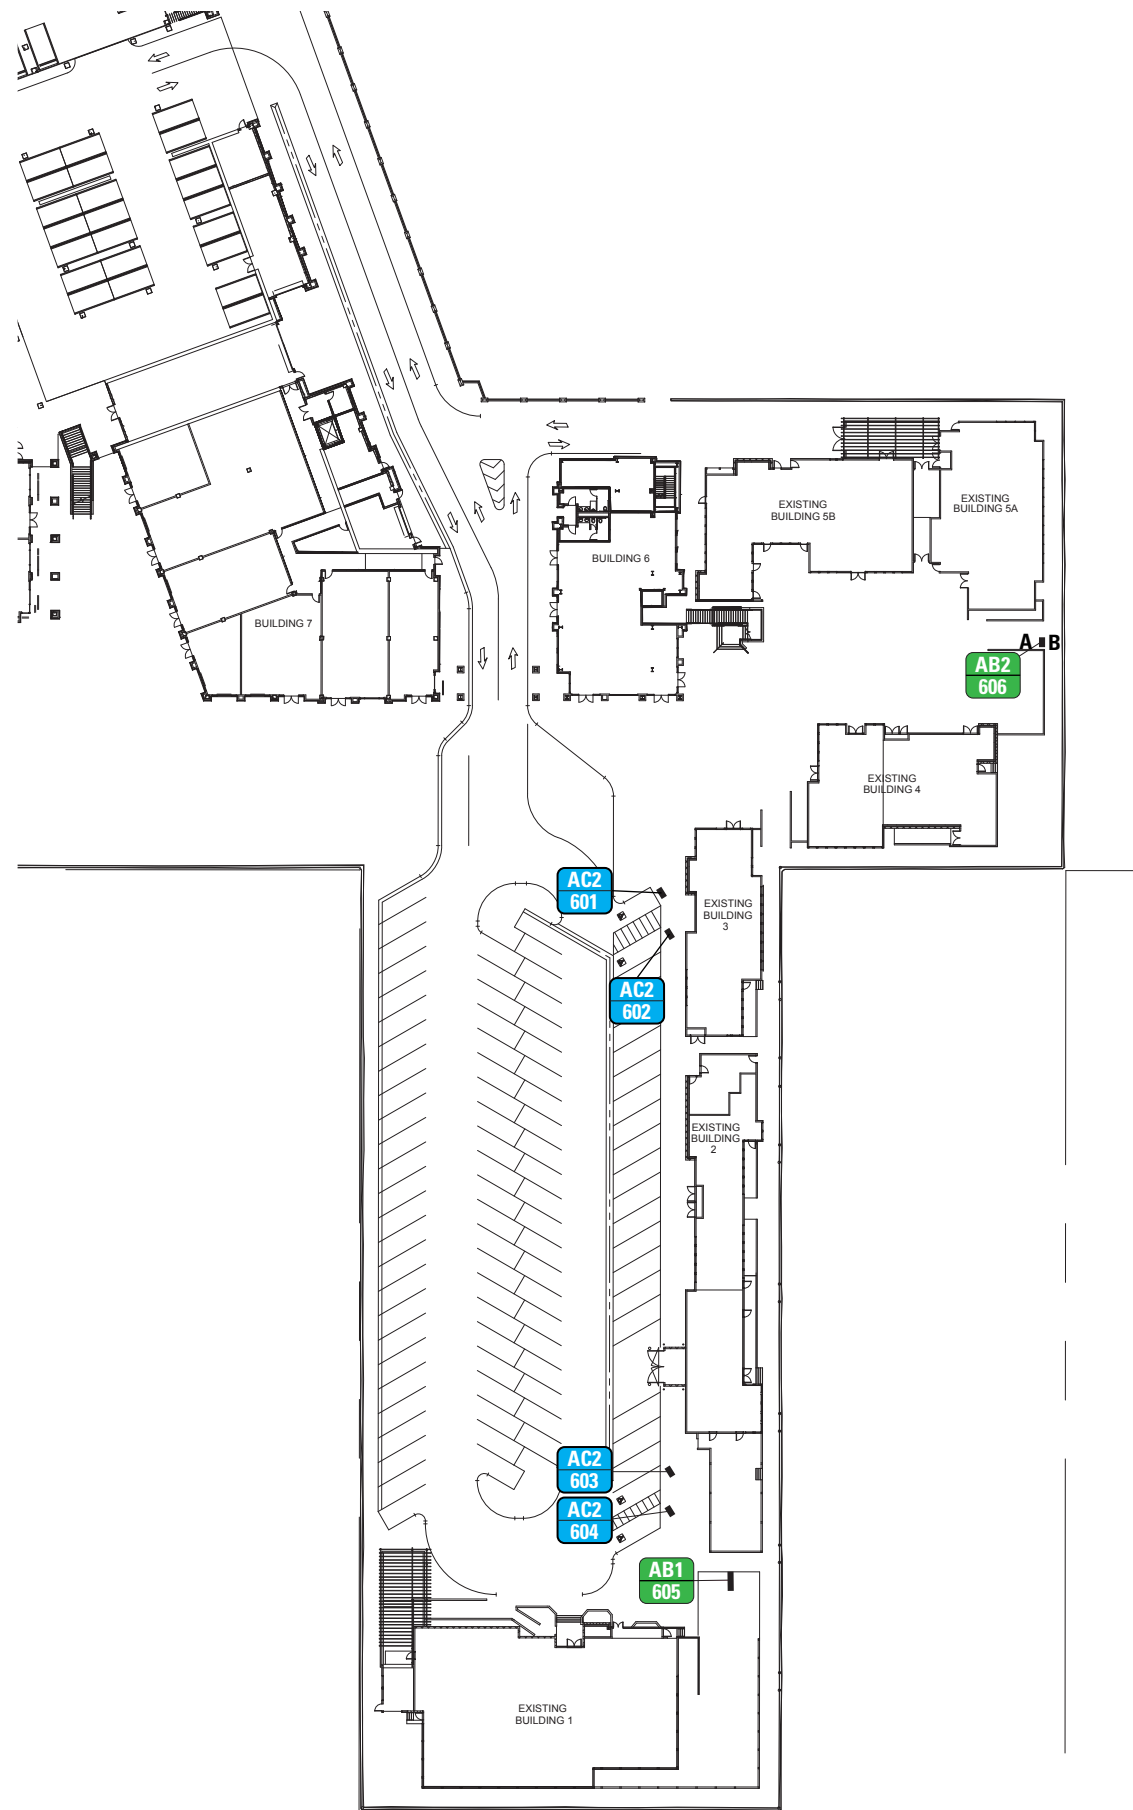 EXISTING
BUILDING 5B
EXISTING
BUILDING 5A
BUILDING 6
BUILDING 7
A B
AB2
606
EXISTING
BUILDING 4
AC2
601
EXISTING
BUILDING
3
AC2
602
EXISTING
BUILDING
2
AC2
603
AC2
604
AB1
605
EXISTING
BUILDING 1